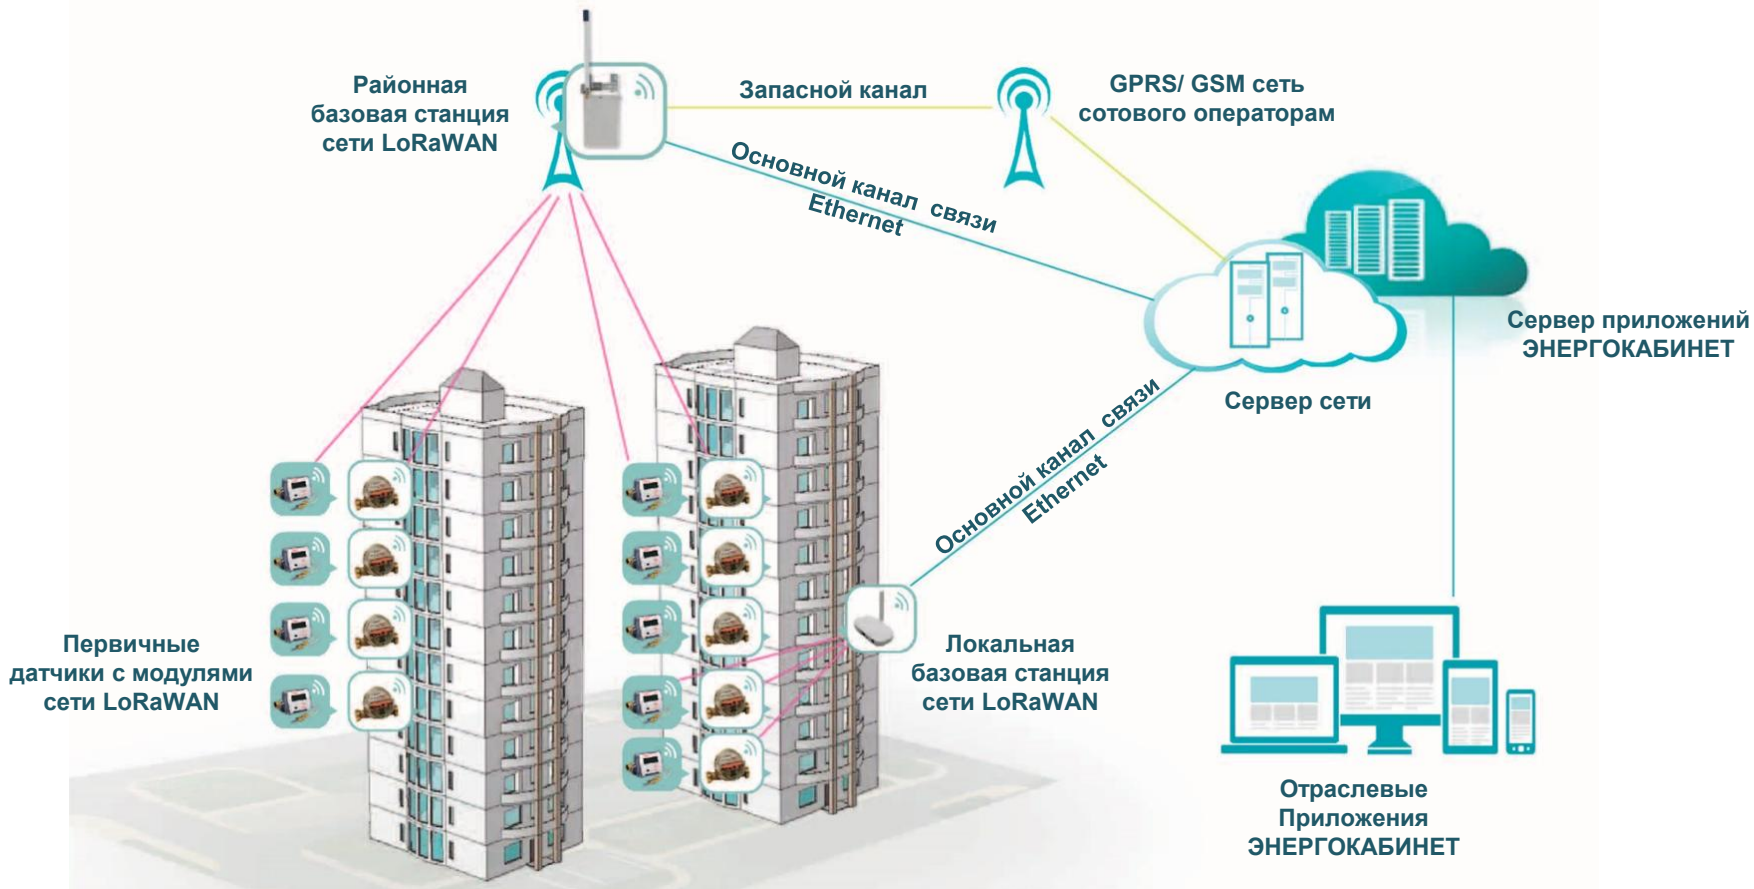 Районная
базовая станция
сети LoRaWAN
Запасной канал
GPRS/ GSM сеть
сотового операторам
Основной канал связи
Ethernet
Сервер приложений
ЭНЕРГОКАБИНЕТ
Сервер сети
Основной канал связи
Ethernet
Первичные
датчики с модулями
сети LoRaWAN
Локальная
базовая станция
сети LoRaWAN
Отраслевые
Приложения
ЭНЕРГОКАБИНЕТ